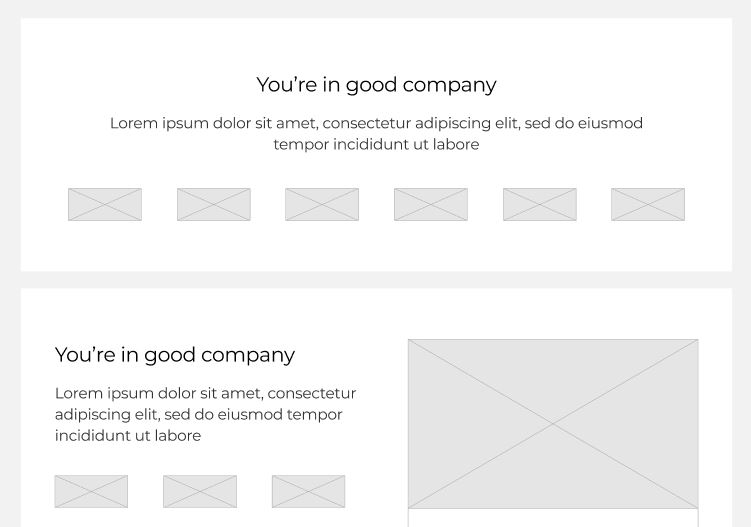 You’re in good company
Lorem ipsum dolor sit amet, consectetur adipiscing elit, sed do eiusmod
tempor incididunt ut labore
You’re in good company
Lorem ipsum dolor sit amet, consectetur
adipiscing elit, sed do eiusmod tempor
incididunt ut labore